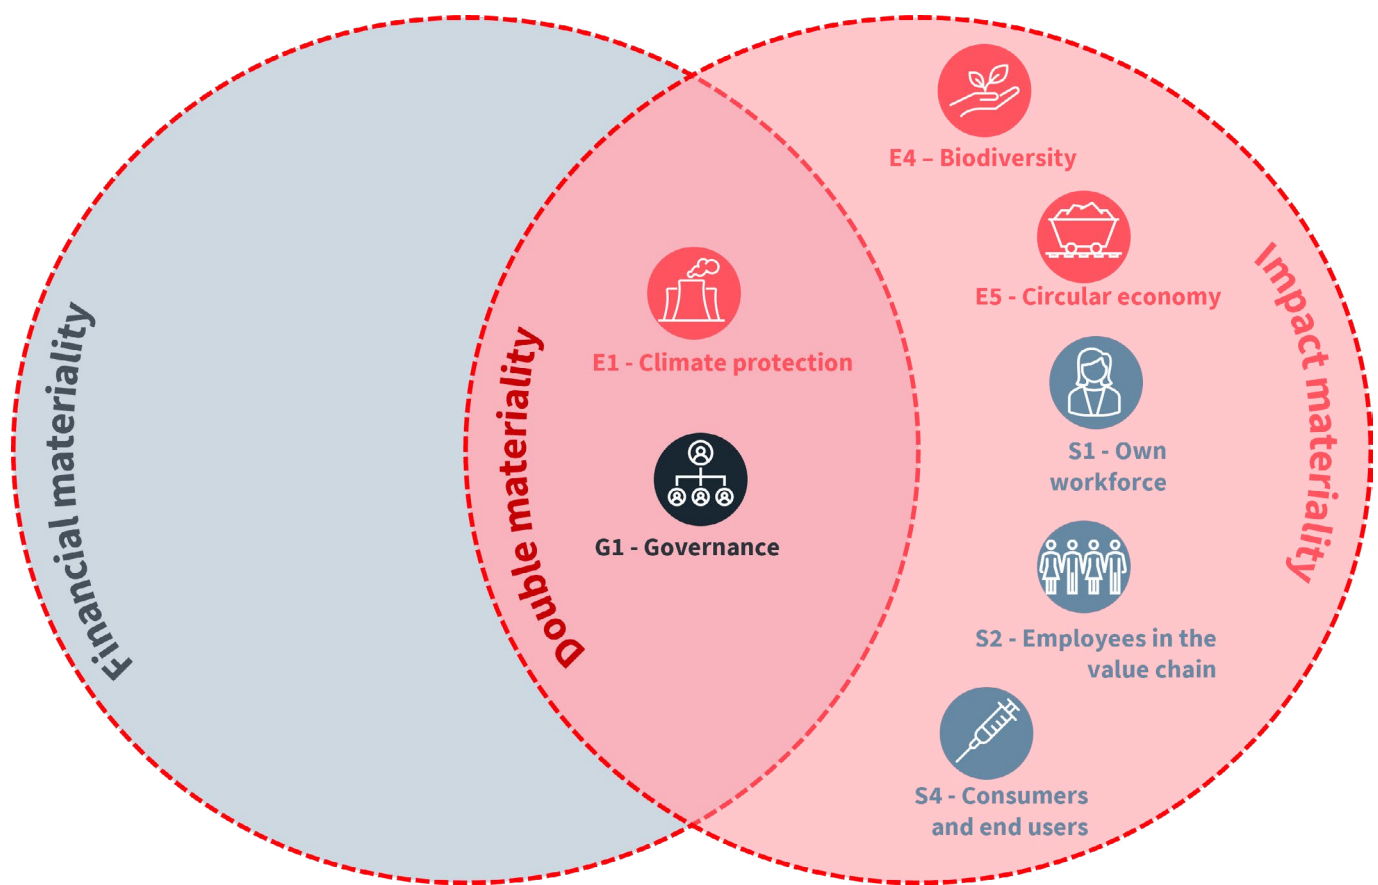 Financial materiality
Double materiality
E1 - Climate protection
G1 - Governance
E4 – Biodiversity
E5 - Circular economy
S1 - Own
workforce
S2 - Employees in the
value chain
S4 - Consumers
and end users
Impact materiallity